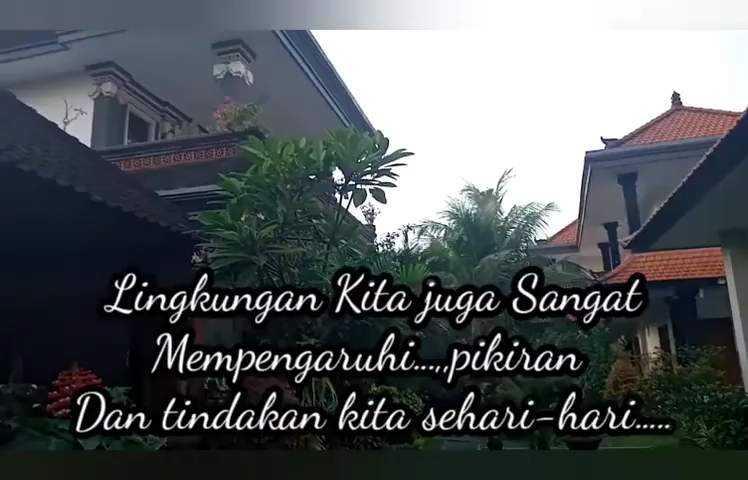 Lingkungan Kita juga Sangat
Mempengaruhi.....,pikiran
Dan tindakan kita sehari-hari.....